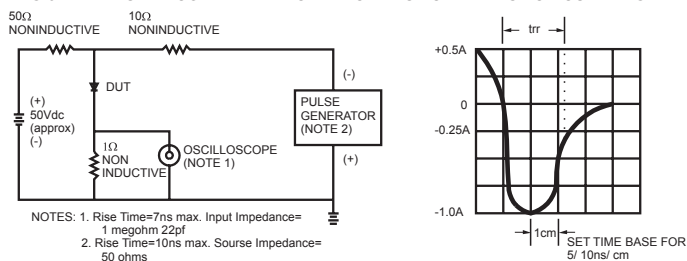 50Ω
NONINDUCTIVE
10Ω
NONINDUCTIVE
DUT
(+)
50Vdc
(approx)
(-)
1Ω
NON
INDUCTIVE
OSCILLOSCOPE
(NOTE 1)
(-)
PULSE
GENERATOR
(NOTE 2)
(+)
NOTES: 1. Rise Time=7ns max. Input Impedance=
1 megohm 22pf
2. Rise Time=10ns max. Sourse Impedance=
50 ohms
trr
+0.5A
0
-0.25A
-1.0A
1cm
SET TIME BASE FOR
5/ 10ns/ cm